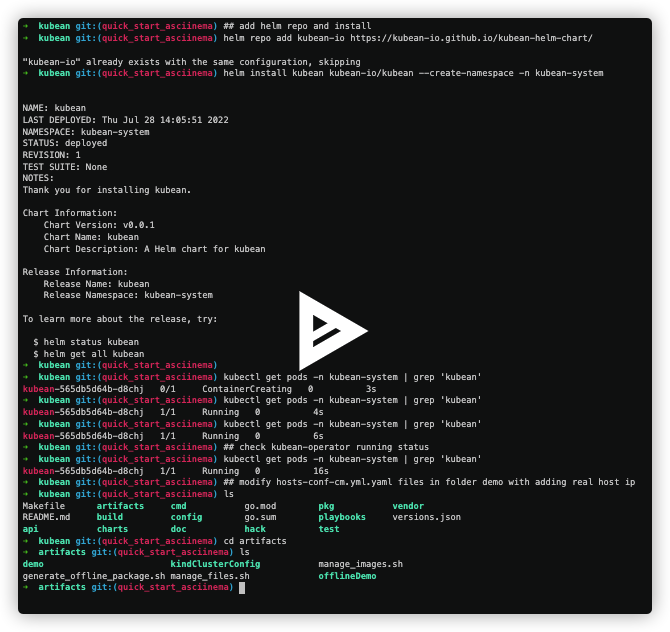 ➜  kubean git:(quick_start_asciinema) ## add helm repo and install
➜  kubean git:(quick_start_asciinema) helm repo add kubean-io https://kubean-io.github.io/kubean-helm-chart/
"kubean-io" already exists with the same configuration, skipping
➜  kubean git:(quick_start_asciinema) helm install kubean kubean-io/kubean --create-namespace -n kubean-system
NAME: kubean
LAST DEPLOYED: Thu Jul 28 14:05:51 2022
NAMESPACE: kubean-system
STATUS: deployed
REVISION: 1
TEST SUITE: None
NOTES:
Thank you for installing kubean.
Chart Information:
    Chart Version: v0.0.1
    Chart Name: kubean
    Chart Description: A Helm chart for kubean
Release Information:
    Release Name: kubean
    Release Namespace: kubean-system
To learn more about the release, try:
  $ helm status kubean
  $ helm get all kubean
➜  kubean git:(quick_start_asciinema)
➜  kubean git:(quick_start_asciinema) kubectl get pods -n kubean-system | grep 'kubean'
kubean-565db5d64b-d8chj   0/1     ContainerCreating   0          3s
➜  kubean git:(quick_start_asciinema) kubectl get pods -n kubean-system | grep 'kubean'
kubean-565db5d64b-d8chj   1/1     Running   0          4s
➜  kubean git:(quick_start_asciinema) kubectl get pods -n kubean-system | grep 'kubean'
kubean-565db5d64b-d8chj   1/1     Running   0          6s
➜  kubean git:(quick_start_asciinema) ## check kubean-operator running status
➜  kubean git:(quick_start_asciinema) kubectl get pods -n kubean-system | grep 'kubean'
kubean-565db5d64b-d8chj   1/1     Running   0          16s
➜  kubean git:(quick_start_asciinema) ## modify hosts-conf-cm.yml.yaml files in folder demo with adding real host ip
➜  kubean git:(quick_start_asciinema) ls
Makefile      artifacts     cmd           go.mod        pkg           vendor
README.md     build         config        go.sum        playbooks     versions.json
api           charts        doc           hack          test
➜  kubean git:(quick_start_asciinema) cd artifacts
➜  artifacts git:(quick_start_asciinema) ls
demo                        kindClusterConfig           manage_images.sh
generate_offline_package.sh manage_files.sh             offlineDemo
➜  artifacts git:(quick_start_asciinema)